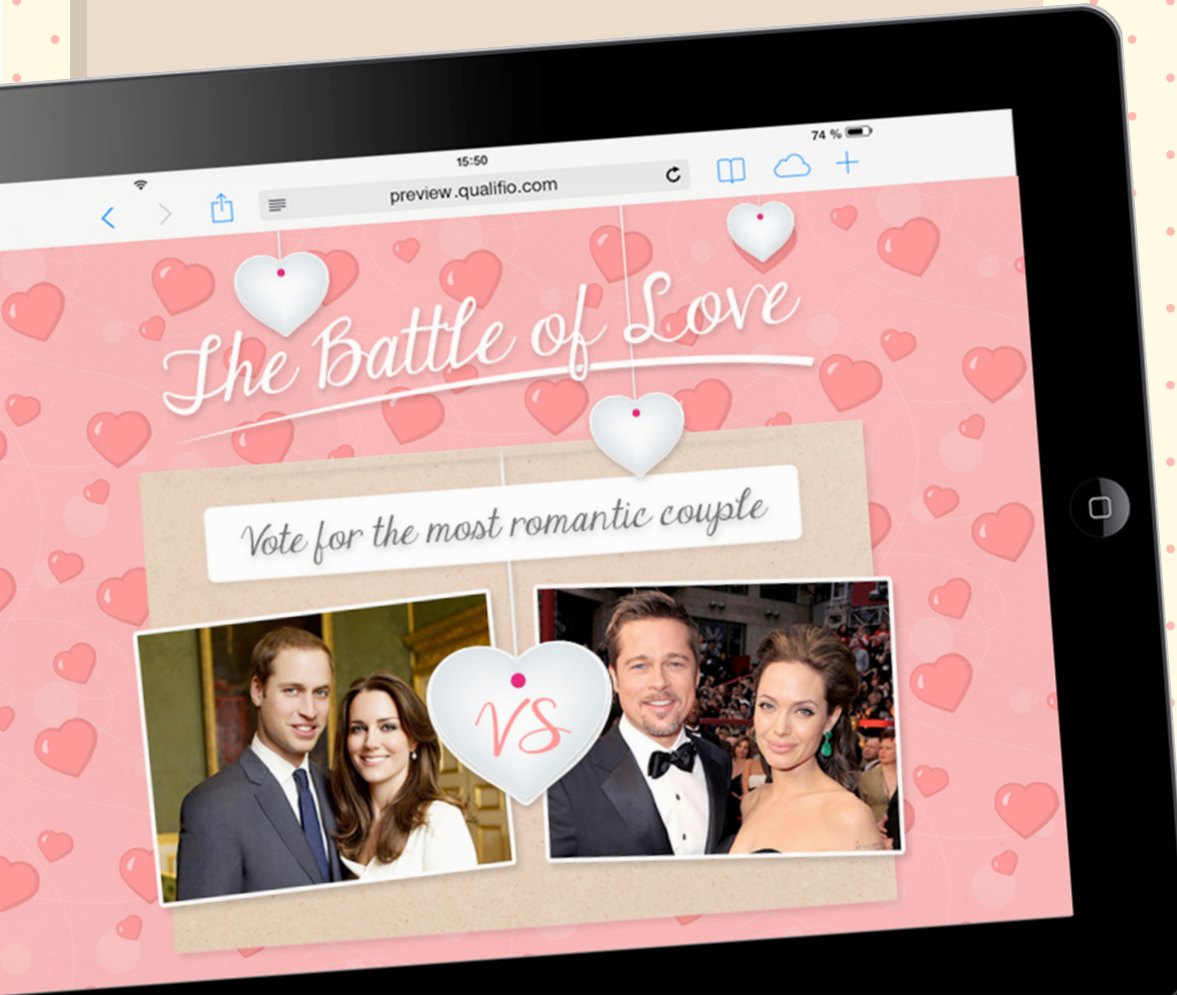 74 %
15:50
preview.qualifio.com
The Battle of Love
Vote for the most romantic couple
VS